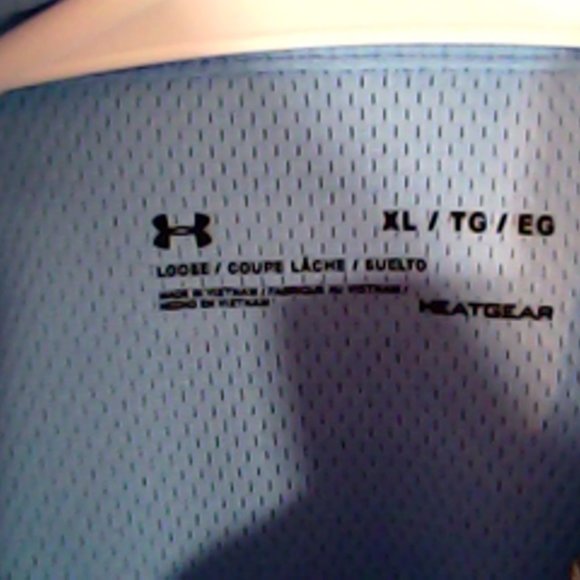 XL / TG / EG
LOOSE / COUPE LÂCHE / SUELTO
MADE IN VIETNAM / FABRIQUÉ AU VIETNAM /
HECHO EN VIETNAM
HEATGEAR